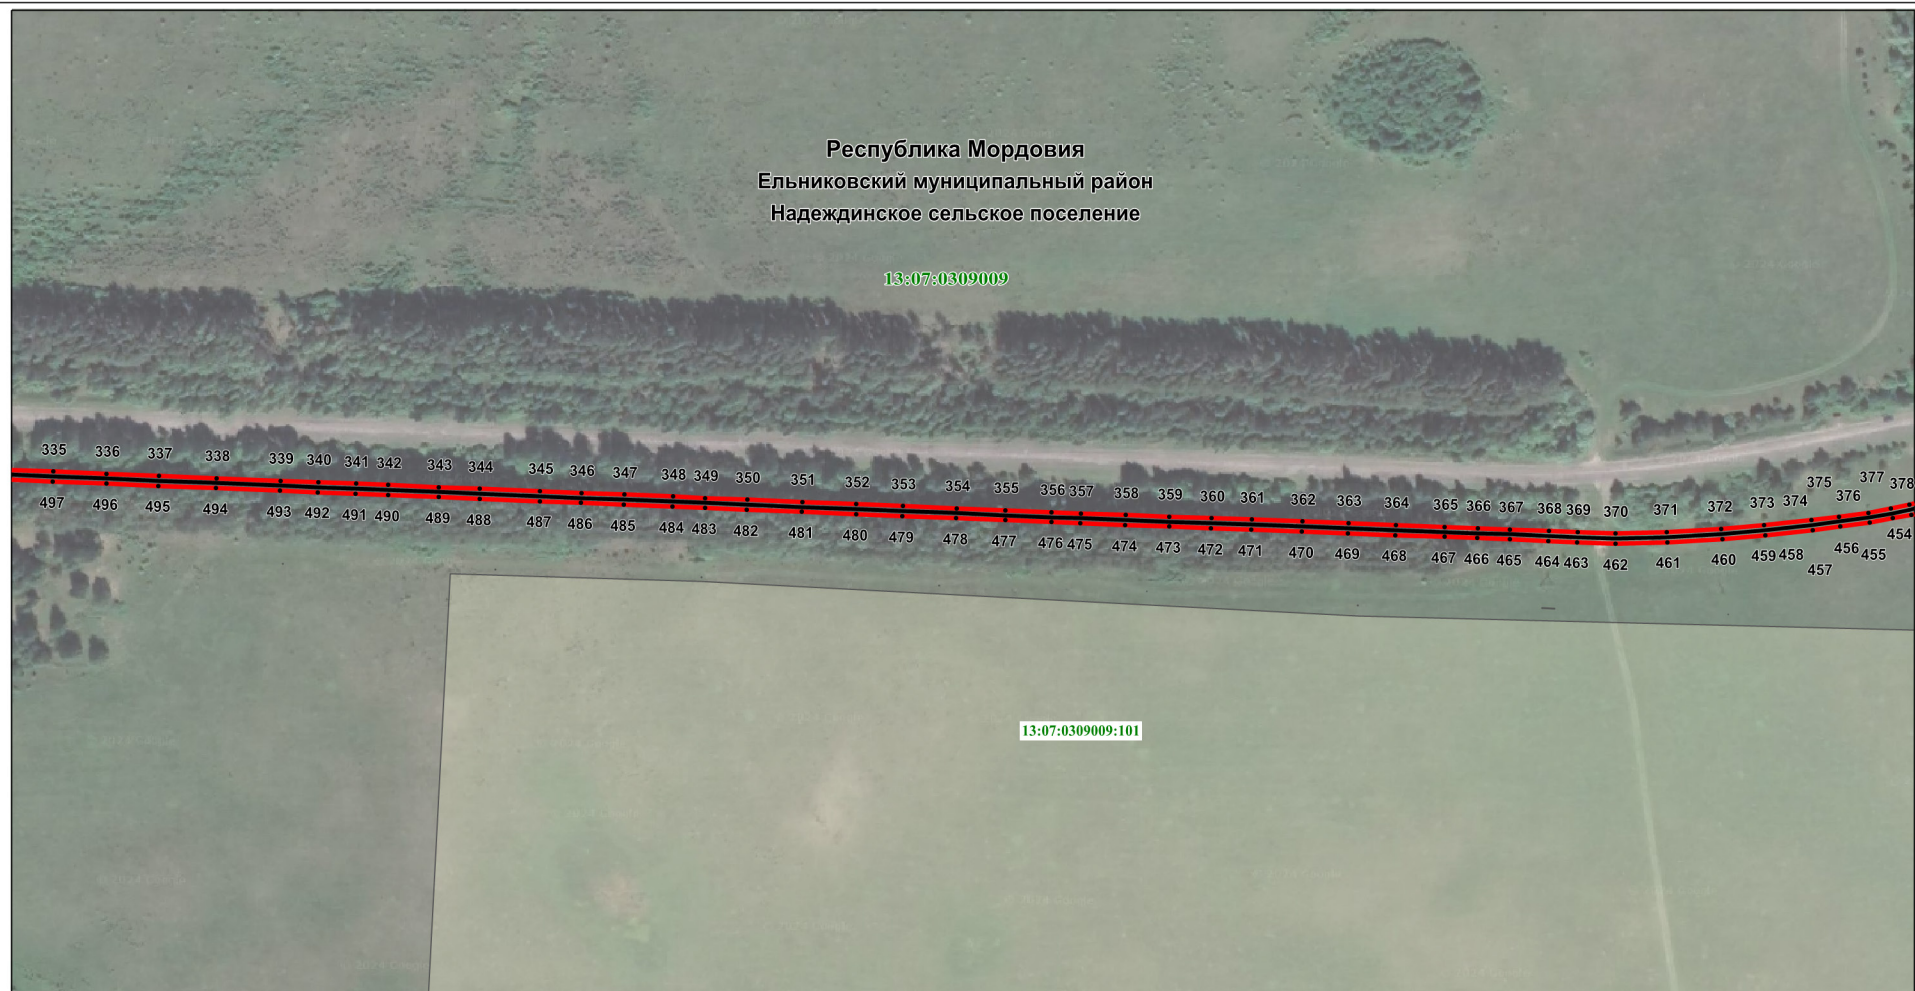 Республика Мордовия
Ельниковский муниципальный район
Надеждинское сельское поселение
13:07:0309009
335 336 337 338 339 340 341 342 343 344 345 346 347 348 349 350 351 352 353 354 355 356 357 358 359 360 361 362 363 364 365 366 367 368 369 370 371 372 373 374 375 376 377 378
497 496 495 494 493 492 491 490 489 488 487 486 485 484 483 482 481 480 479 478 477 476 475 474 473 472 471 470 469 468 467 466 465 464 463 462 461 460 459 458 457 456 455 454
13:07:0309009:101